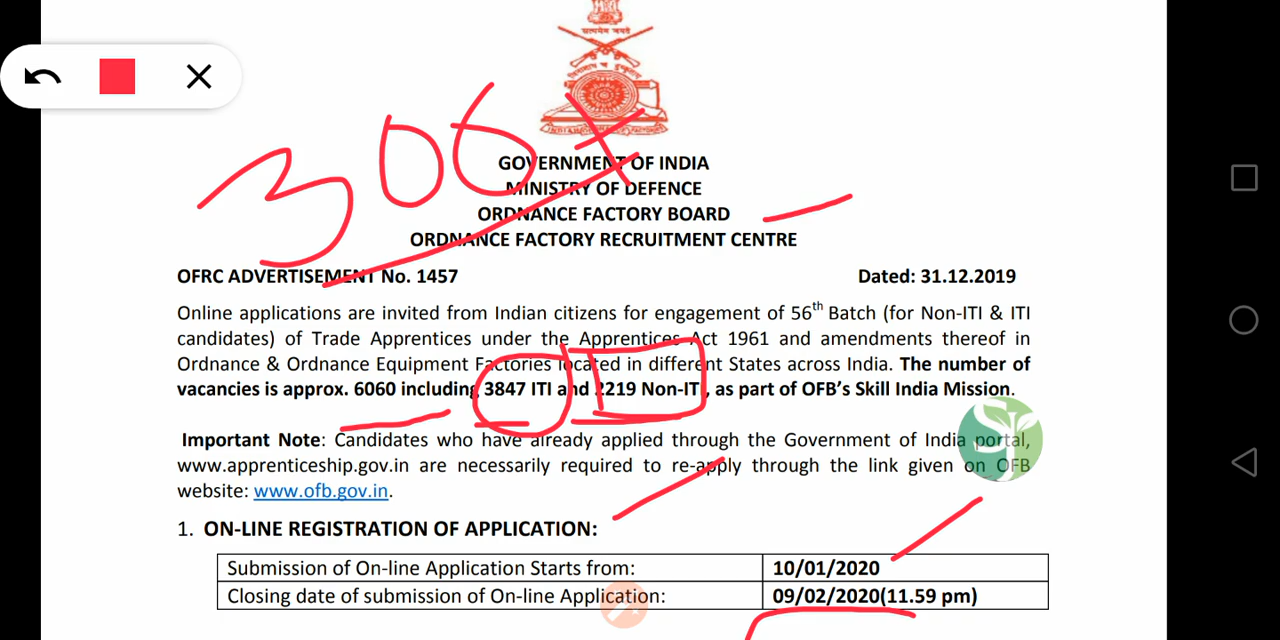 सत्यमेव जयते
306
GOVERNMENT OF INDIA
MINISTRY OF DEFENCE
ORDNANCE FACTORY BOARD
ORDNANCE FACTORY RECRUITMENT CENTRE
OFRC ADVERTISEMENT No. 1457 Dated: 31.12.2019
Online applications are invited from Indian citizens for engagement of 56th Batch (for Non-ITI & ITI
candidates) of Trade Apprentices under the Apprentices Act 1961 and amendments thereof in
Ordnance & Ordnance Equipment Factories located in different States across India. The number of
vacancies is approx. 6060 including 3847 ITI and 2219 Non-ITI, as part of OFB's Skill India Mission.
Important Note: Candidates who have already applied through the Government of India portal,
www.apprenticeship.gov.in are necessarily required to re-apply through the link given on OFB
website: www.ofb.gov.in.
1. ON-LINE REGISTRATION OF APPLICATION:
Submission of On-line Application Starts from: 10/01/2020
Closing date of submission of On-line Application: 09/02/2020(11.59 pm)